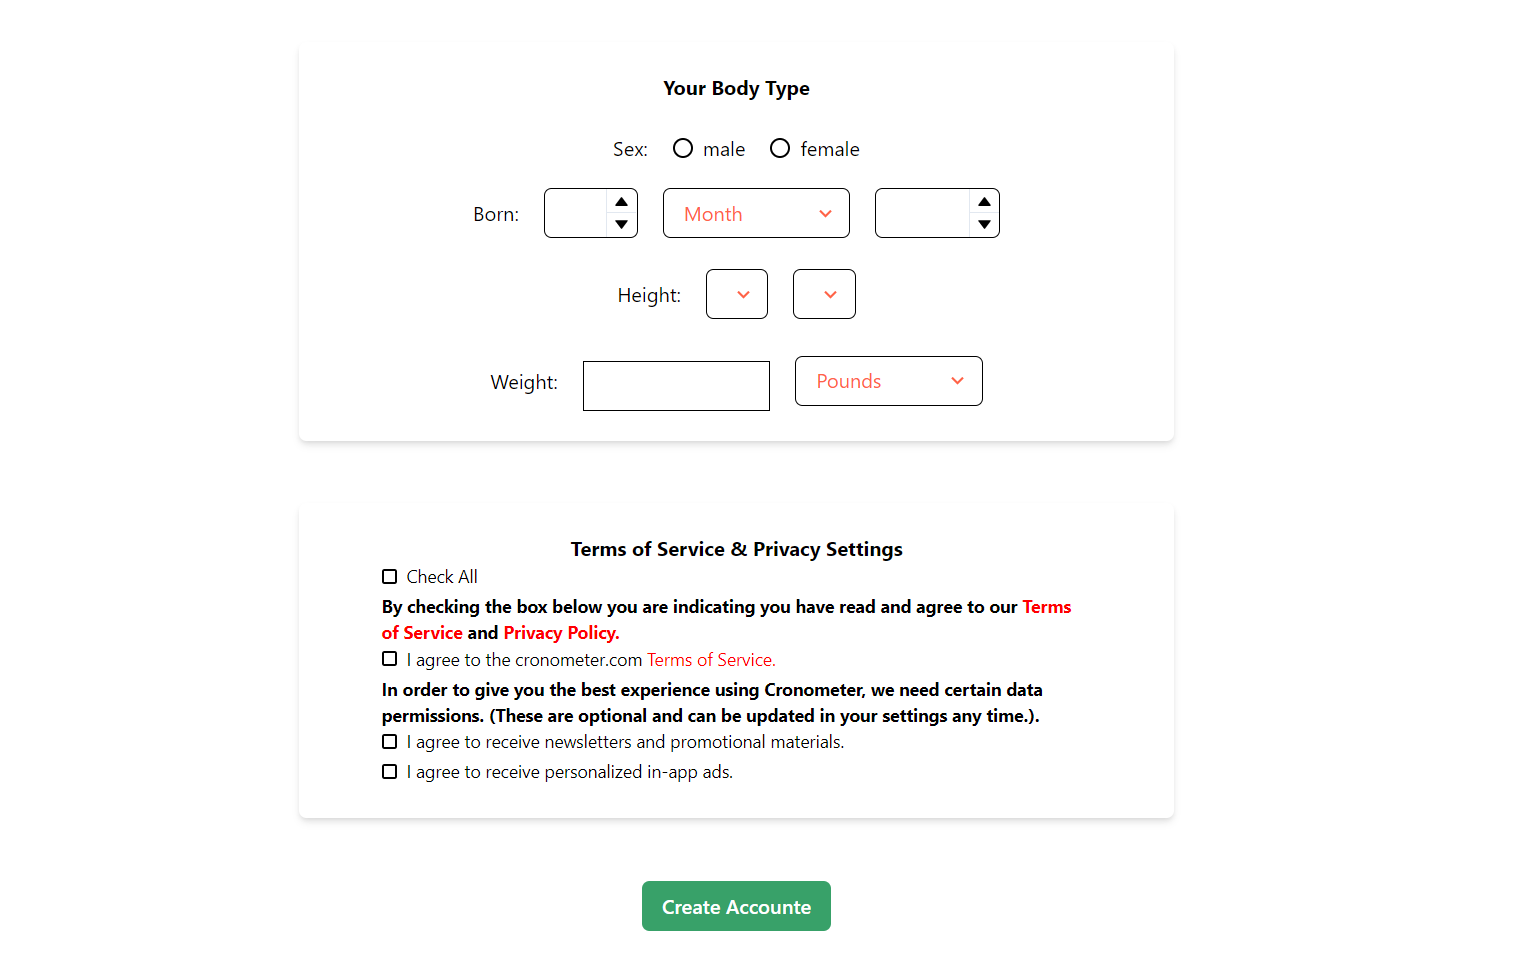 Your Body Type
Sex: male female
Born: Month
Height:
Weight: Pounds
Terms of Service & Privacy Settings
Check All
By checking the box below you are indicating you have read and agree to our Terms
of Service and Privacy Policy.
I agree to the cronometer.com Terms of Service.
In order to give you the best experience using Cronometer, we need certain data
permissions. (These are optional and can be updated in your settings any time.).
I agree to receive newsletters and promotional materials.
I agree to receive personalized in-app ads.
Create Accounte